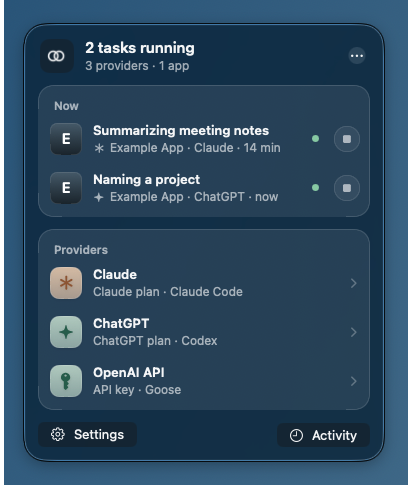 2 tasks running
3 providers · 1 app
Now
E
Summarizing meeting notes
Example App · Claude · 14 min
E
Naming a project
Example App · ChatGPT · now
Providers
Claude
Claude plan · Claude Code
ChatGPT
ChatGPT plan · Codex
OpenAI API
API key · Goose
Settings
Activity